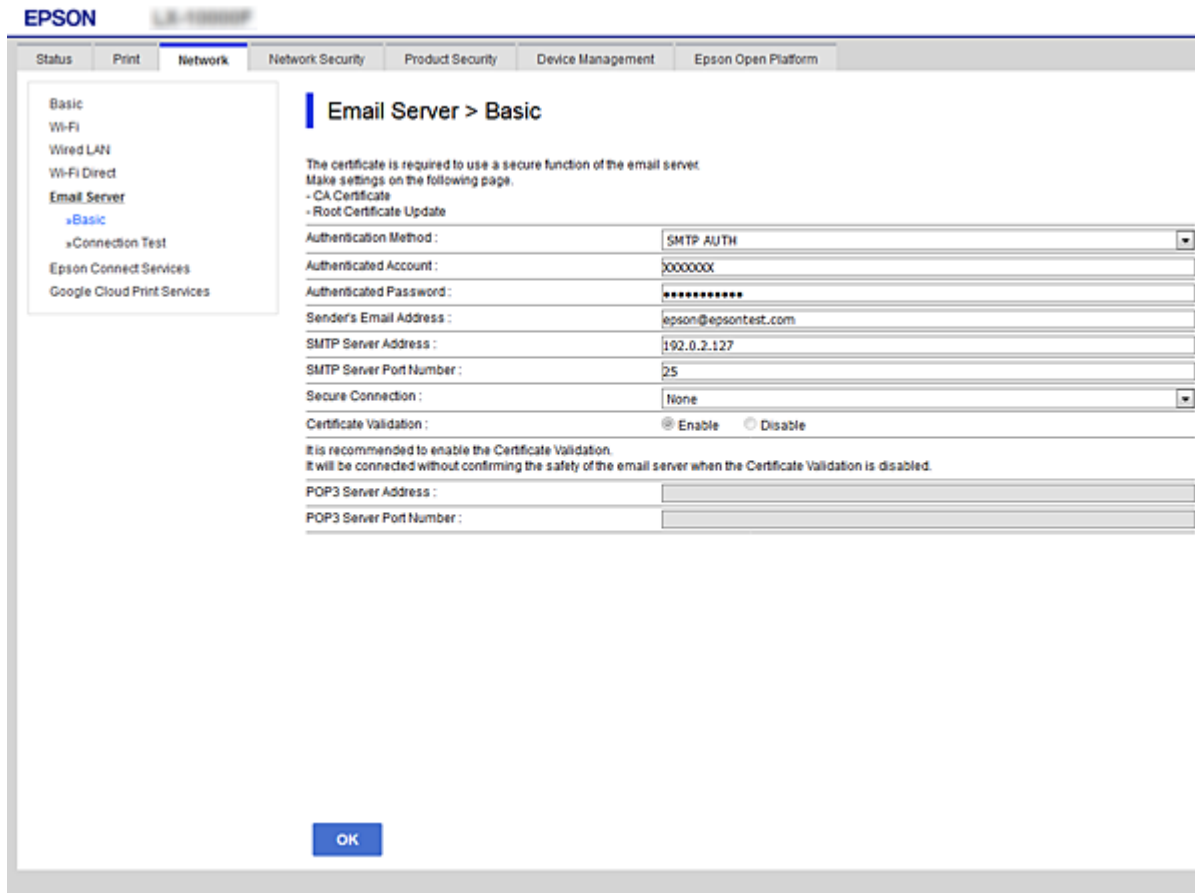 EPSON
Status Print Network Network Security Product Security Device Management Epson Open Platform
Basic
Wi-Fi
Wired LAN
Wi-Fi Direct
Email Server
»Basic
»Connection Test
Epson Connect Services
Google Cloud Print Services
Email Server > Basic
The certificate is required to use a secure function of the email server.
Make settings on the following page.
- CA Certificate
- Root Certificate Update
Authentication Method : SMTP AUTH
Authenticated Account : XXXXXXX
Authenticated Password : •••••••••••
Sender's Email Address : epson@epsontest.com
SMTP Server Address : 192.0.2.127
SMTP Server Port Number : 25
Secure Connection : None
Certificate Validation : Enable Disable
It is recommended to enable the Certificate Validation.
It will be connected without confirming the safety of the email server when the Certificate Validation is disabled.
POP3 Server Address :
POP3 Server Port Number :
OK